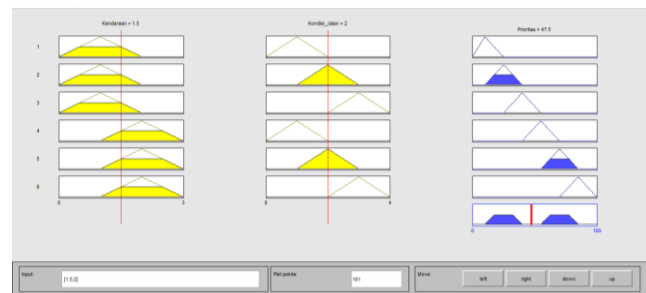 Kendaraan = 1.5
Kondisi_Jalan = 2
Prioritas = 47.5
1
2
3
4
5
6
0 3
0 4
0 100
Input: [1.5;2]
Plot points: 101
Move: left right down up